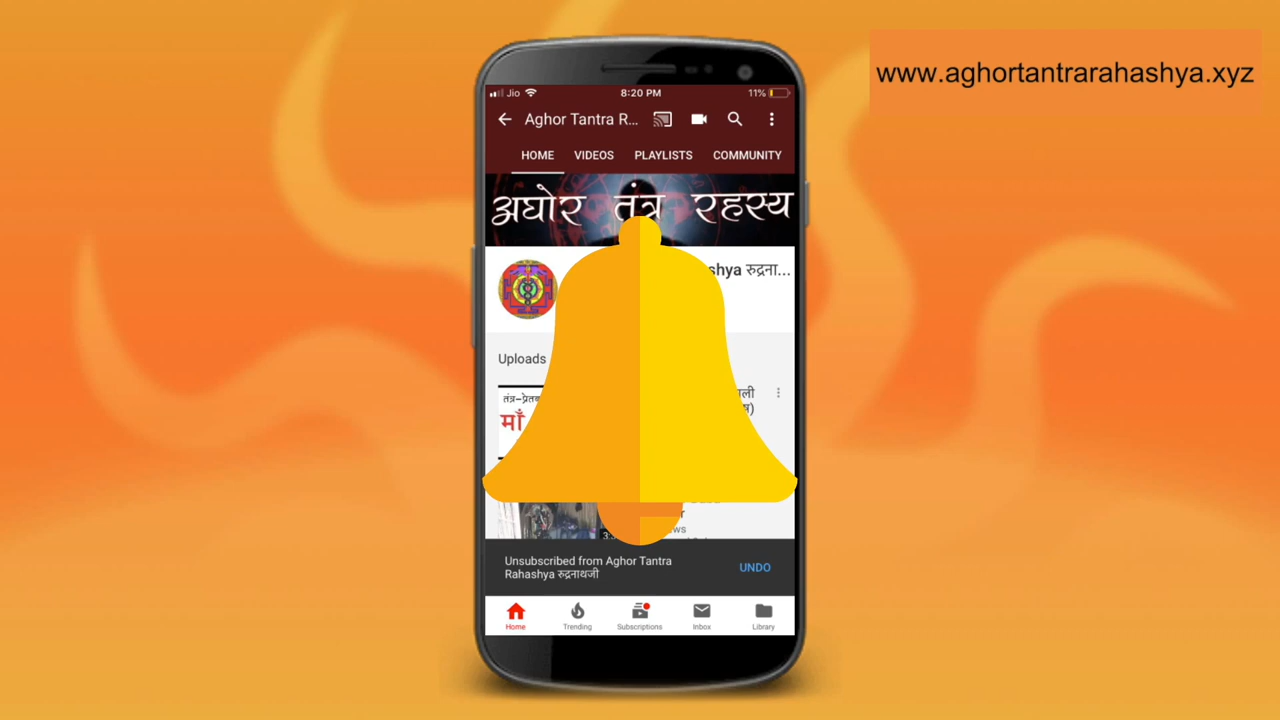 www.aghortantrarahashya.xyz
Jio 8:20 PM 11%
Aghor Tantra R...
HOME VIDEOS PLAYLISTS COMMUNITY
अघोर तंत्र रहस्य
रुद्रना...
Uploads
माँ
Unsubscribed from Aghor Tantra
Rahashya रुद्रनाथजी
UNDO
Home Trending Subscriptions Inbox Library